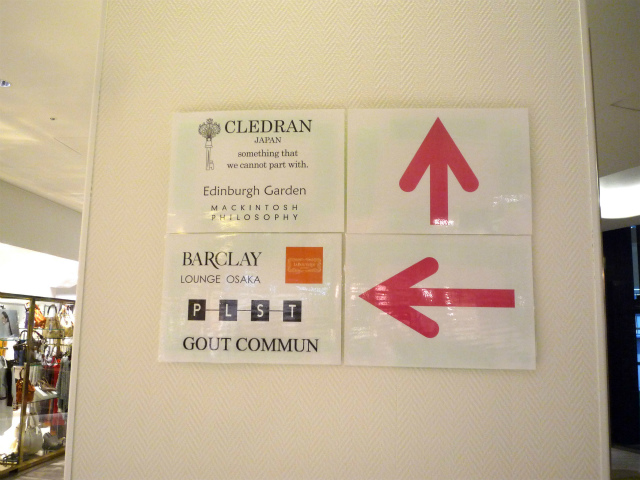 CLEDRAN
JAPAN
something that
we cannot part with.
Edinburgh Garden
MACKINTOSH
PHILOSOPHY
BARCLAY
LOUNGE OSAKA
PLST
GOUT COMMUN